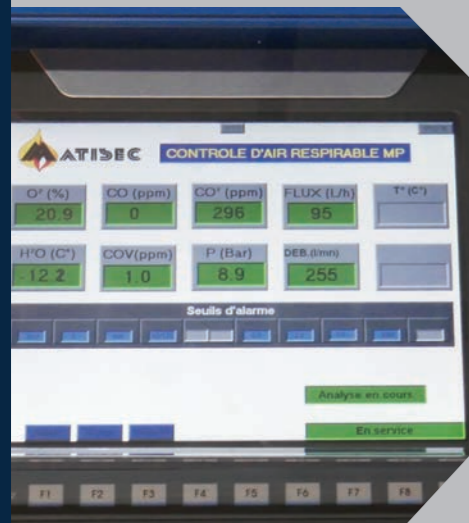 ATISEC CONTROLE D'AIR RESPIRABLE MP
O² (%) CO (ppm) CO² (ppm) FLUX (L/h) T° (C°)
20.9 0 296 95
H²O (C°) COV(ppm) P (Bar) DEB.(l/mn)
-12.2 1.0 8.9 255
Seuils d'alarme
Analyse en cours
En service
F1 F2 F3 F4 F5 F6 F7 F8